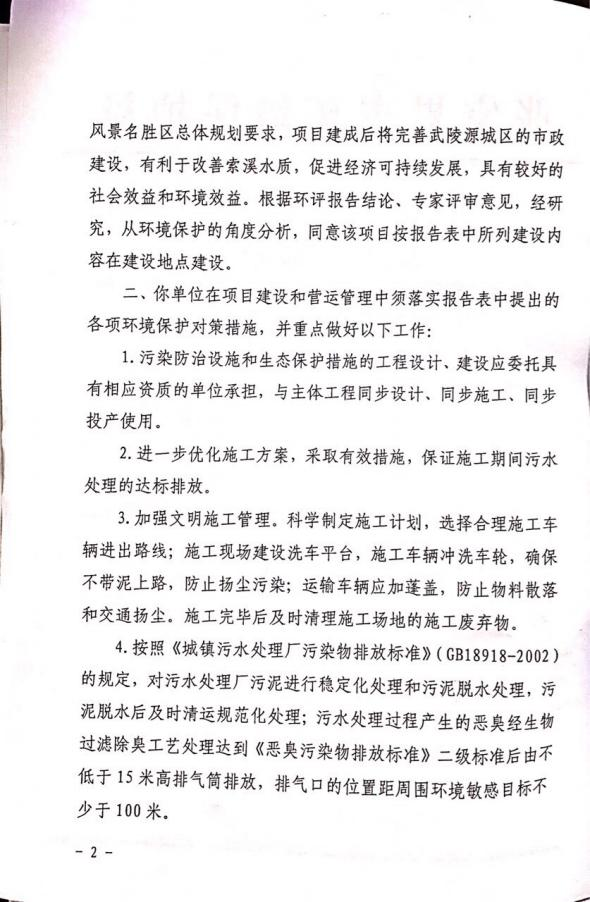 风景名胜区总体规划要求，项目建成后将完善武陵源城区的市政
建设，有利于改善索溪水质，促进经济可持续发展，具有较好的
社会效益和环境效益。根据环评报告结论、专家评审意见，经研
究，从环境保护的角度分析，同意该项目按报告表中所列建设内
容在建设地点建设。
二、你单位在项目建设和营运管理中须落实报告表中提出的
各项环境保护对策措施，并重点做好以下工作：
1.污染防治设施和生态保护措施的工程设计、建设应委托具
有相应资质的单位承担，与主体工程同步设计、同步施工、同步
投产使用。
2.进一步优化施工方案，采取有效措施，保证施工期间污水
处理的达标排放。
3.加强文明施工管理。科学制定施工计划，选择合理施工车
辆进出路线；施工现场建设洗车平台，施工车辆冲洗车轮，确保
不带泥上路，防止扬尘污染；运输车辆应加蓬盖，防止物料散落
和交通扬尘。施工完毕后及时清理施工场地的施工废弃物。
4.按照《城镇污水处理厂污染物排放标准》(GB18918-2002)
的规定，对污水处理厂污泥进行稳定化处理和污泥脱水处理，污
泥脱水后及时清运规范化处理；污水处理过程产生的恶臭经生物
过滤除臭工艺处理达到《恶臭污染物排放标准》二级标准后由不
低于15米高排气筒排放，排气口的位置距周围环境敏感目标不
少于100米。
- 2 -